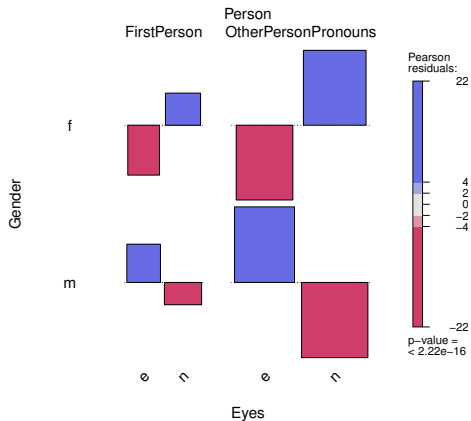 Person
FirstPerson OtherPersonPronouns
Pearson
residuals:
22
f
4
2
0
−2
−4
Gender
m
−22
p−value =
< 2.22e−16
e n e n
Eyes